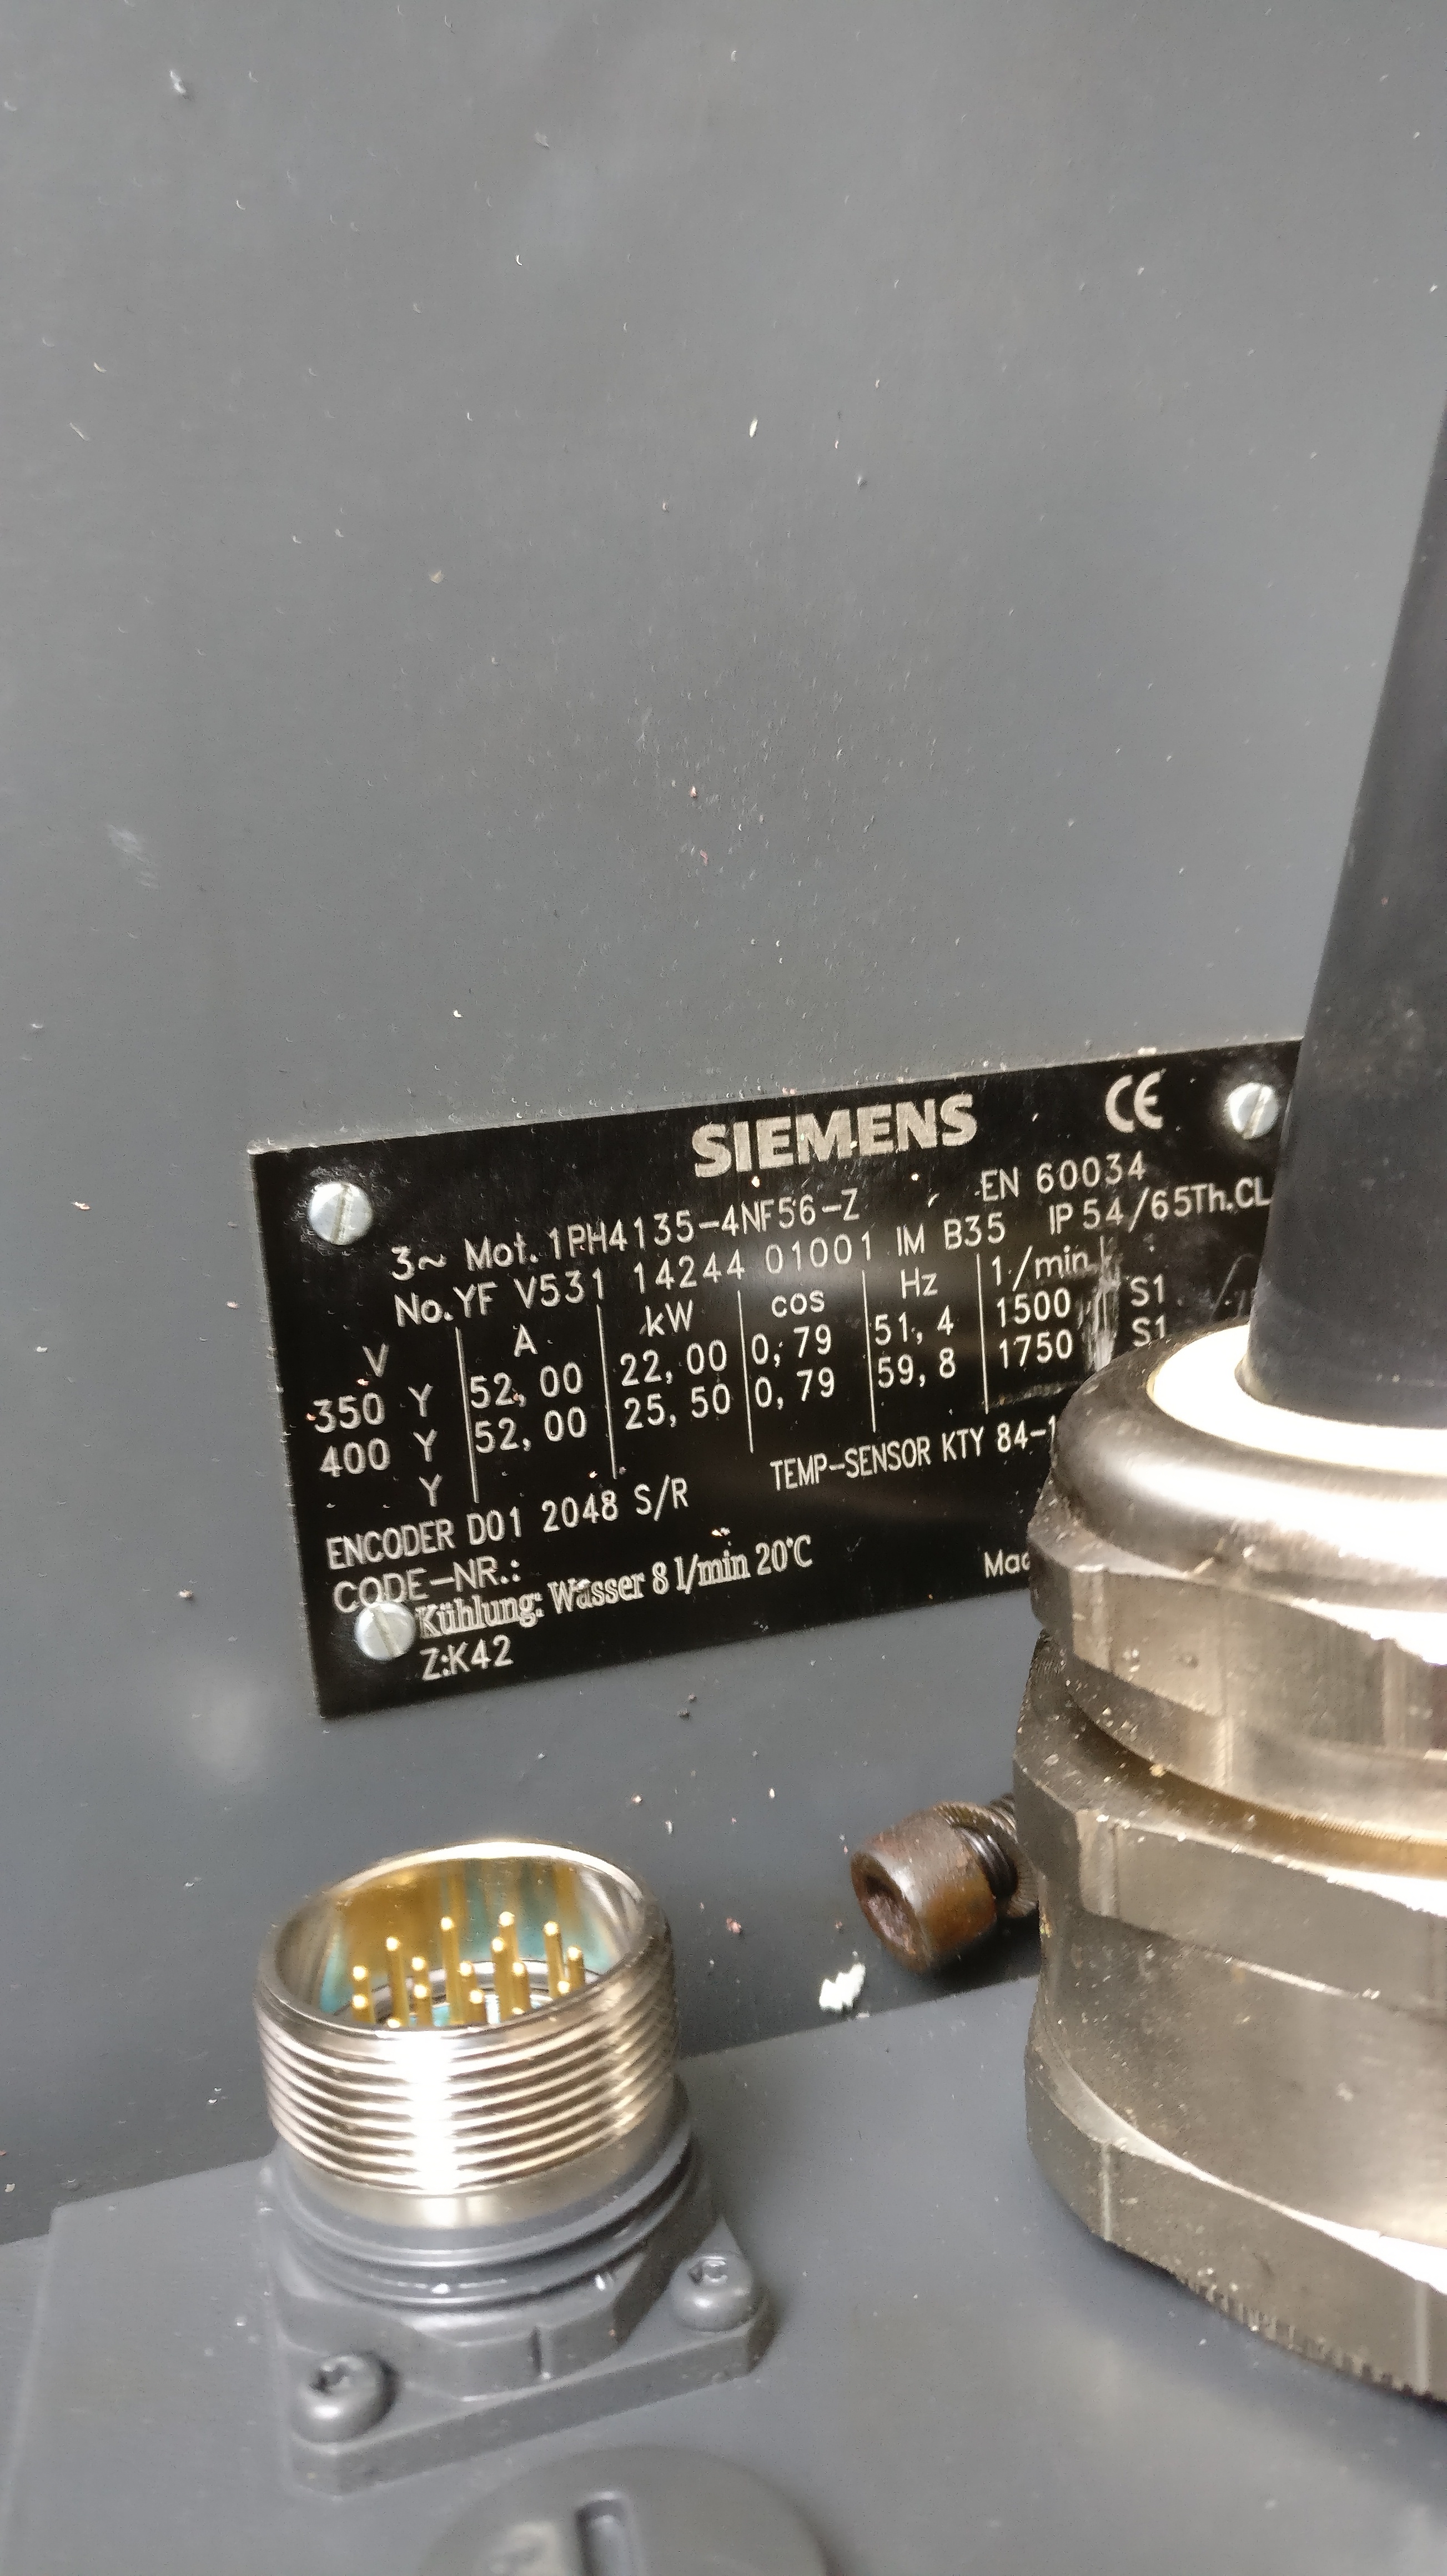 SIEMENS CE
3~ Mot. 1PH4135-4NF56-Z EN 60034
No. YF V531 14244 01001 IM B35 IP 54/65 Th.CL
V A kW cos Hz 1/min
350 Y 52,00 22,00 0,79 51,4 1500 S1
400 Y 52,00 25,50 0,79 59,8 1750 S1
Y
ENCODER D01 2048 S/R TEMP-SENSOR KTY
CODE-NR.:
Kühlung: Wasser 8 l/min 20°C
Z:K42